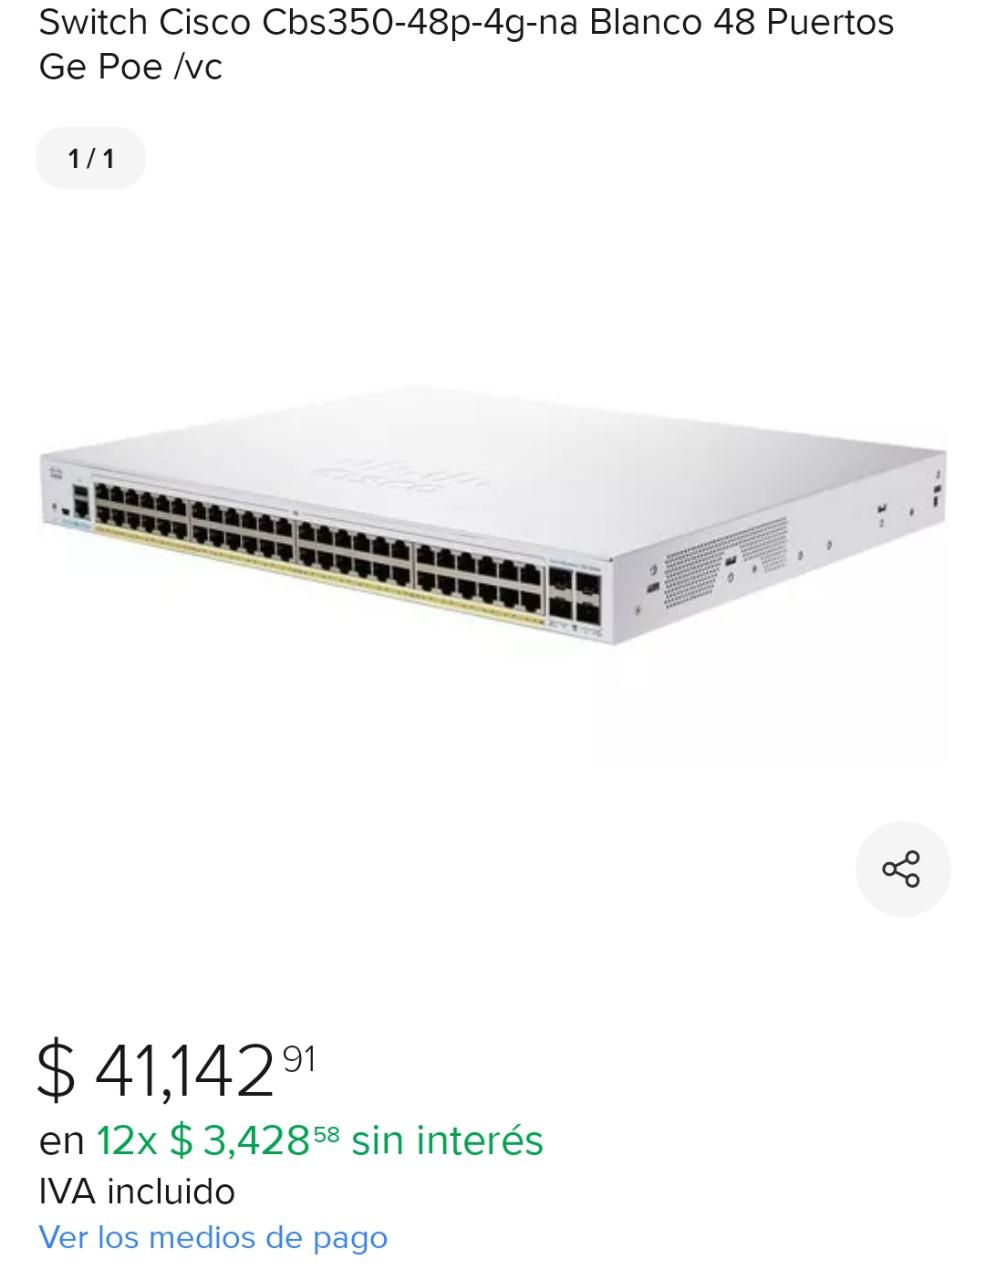 Switch Cisco Cbs350-48p-4g-na Blanco 48 Puertos
Ge Poe /vc
1 / 1
CISCO
$ 41,142 91
en 12x $ 3,428 58 sin interés
IVA incluido
Ver los medios de pago